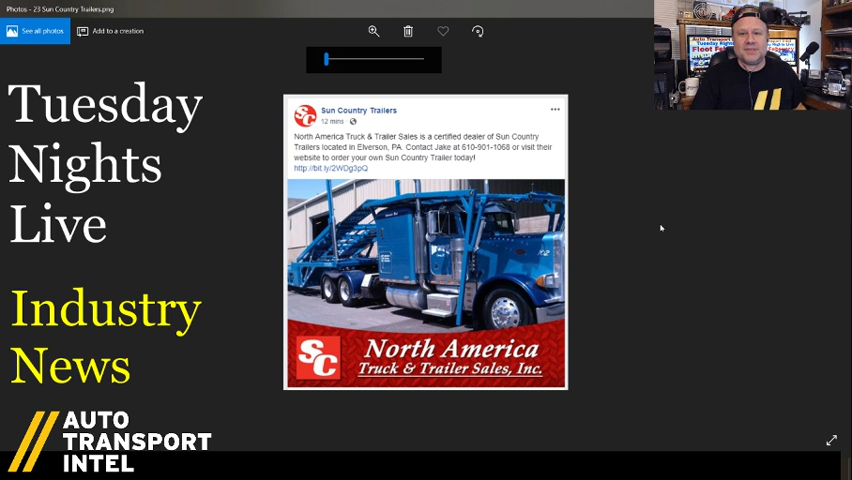 Photos - 23 Sun Country Trailers.png
See all photos
Add to a creation
Tuesday
Nights
Live
Industry
News
AUTO
TRANSPORT
INTEL
Sun Country Trailers
12 mins
North America Truck & Trailer Sales is a certified dealer of Sun Country
Trailers located in Elverson, PA. Contact Jake at 610-901-1068 or visit their
website to order your own Sun Country Trailer today!
http://bit.ly/2WDg3pQ
SC
North America
Truck & Trailer Sales, Inc.